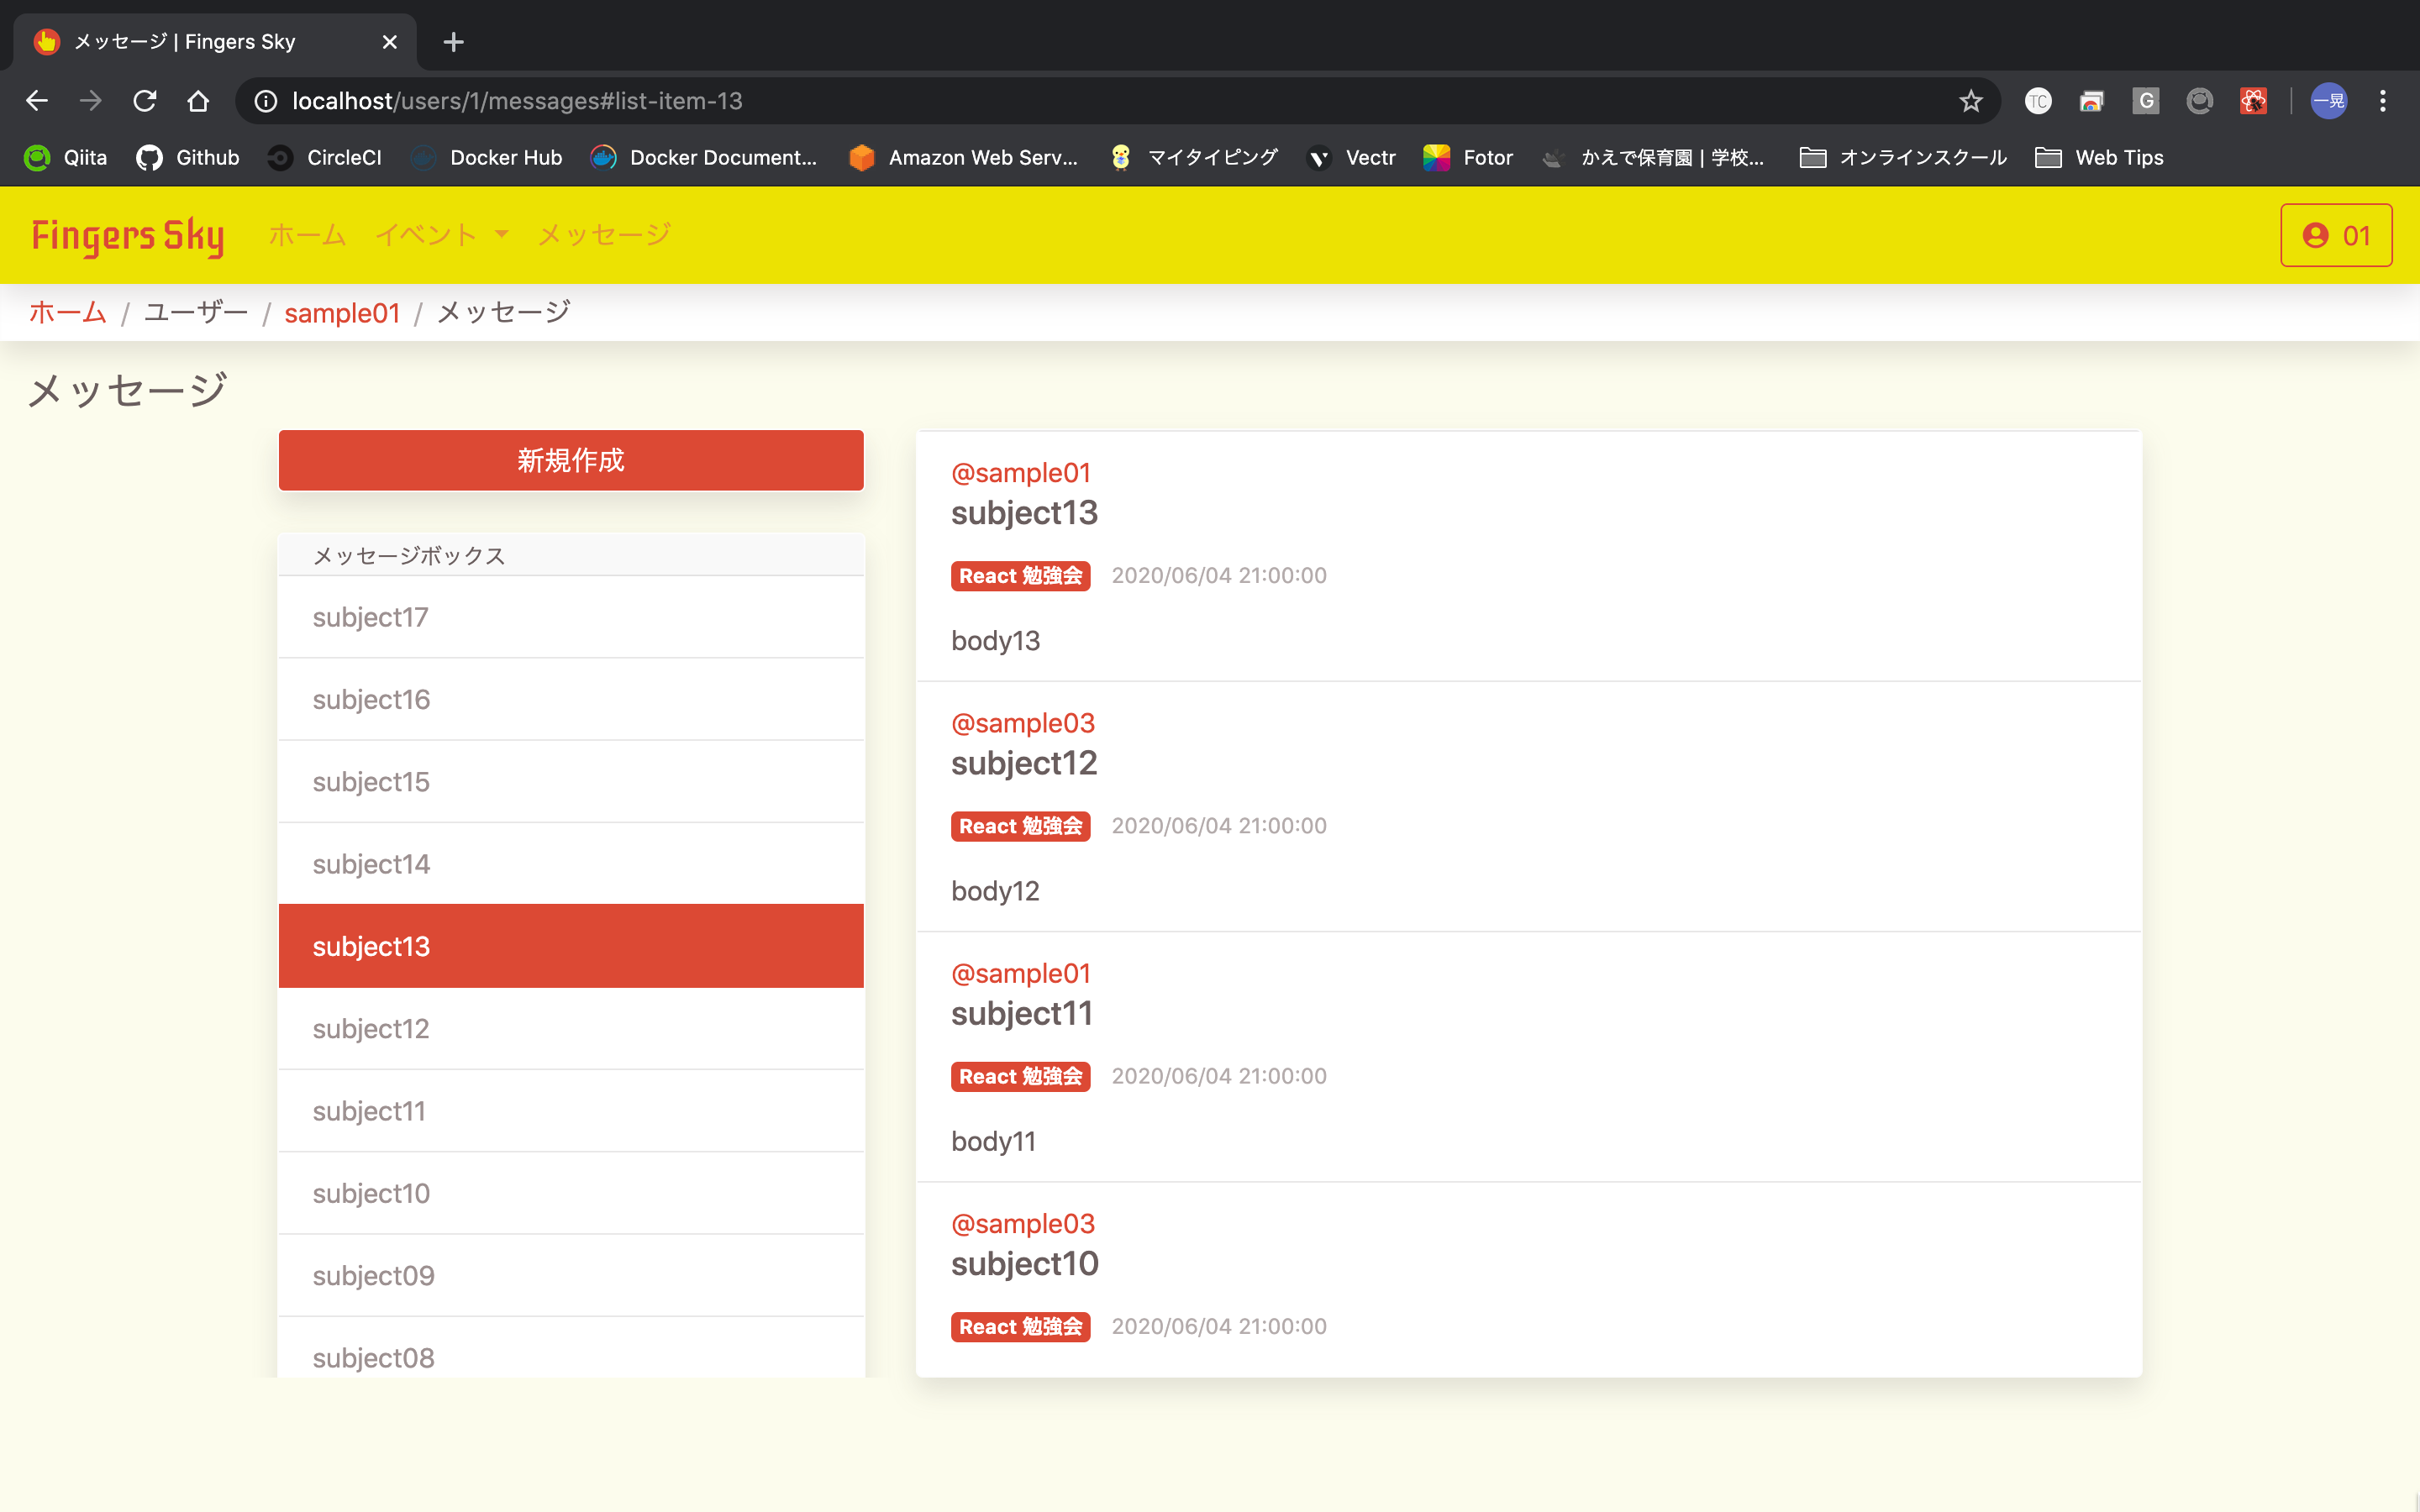 メッセージ | Fingers Sky
localhost/users/1/messages#list-item-13
TC
G
一晃
Qiita Github CircleCI Docker Hub Docker Document... Amazon Web Serv... マイタイピング Vectr Fotor かえで保育園 | 学校... オンラインスクール Web Tips
Fingers Sky ホーム イベント メッセージ 01
ホーム / ユーザー / sample01 / メッセージ
メッセージ
新規作成
メッセージボックス
subject17
subject16
subject15
subject14
subject13
subject12
subject11
subject10
subject09
subject08
@sample01
subject13
React 勉強会 2020/06/04 21:00:00
body13
@sample03
subject12
React 勉強会 2020/06/04 21:00:00
body12
@sample01
subject11
React 勉強会 2020/06/04 21:00:00
body11
@sample03
subject10
React 勉強会 2020/06/04 21:00:00